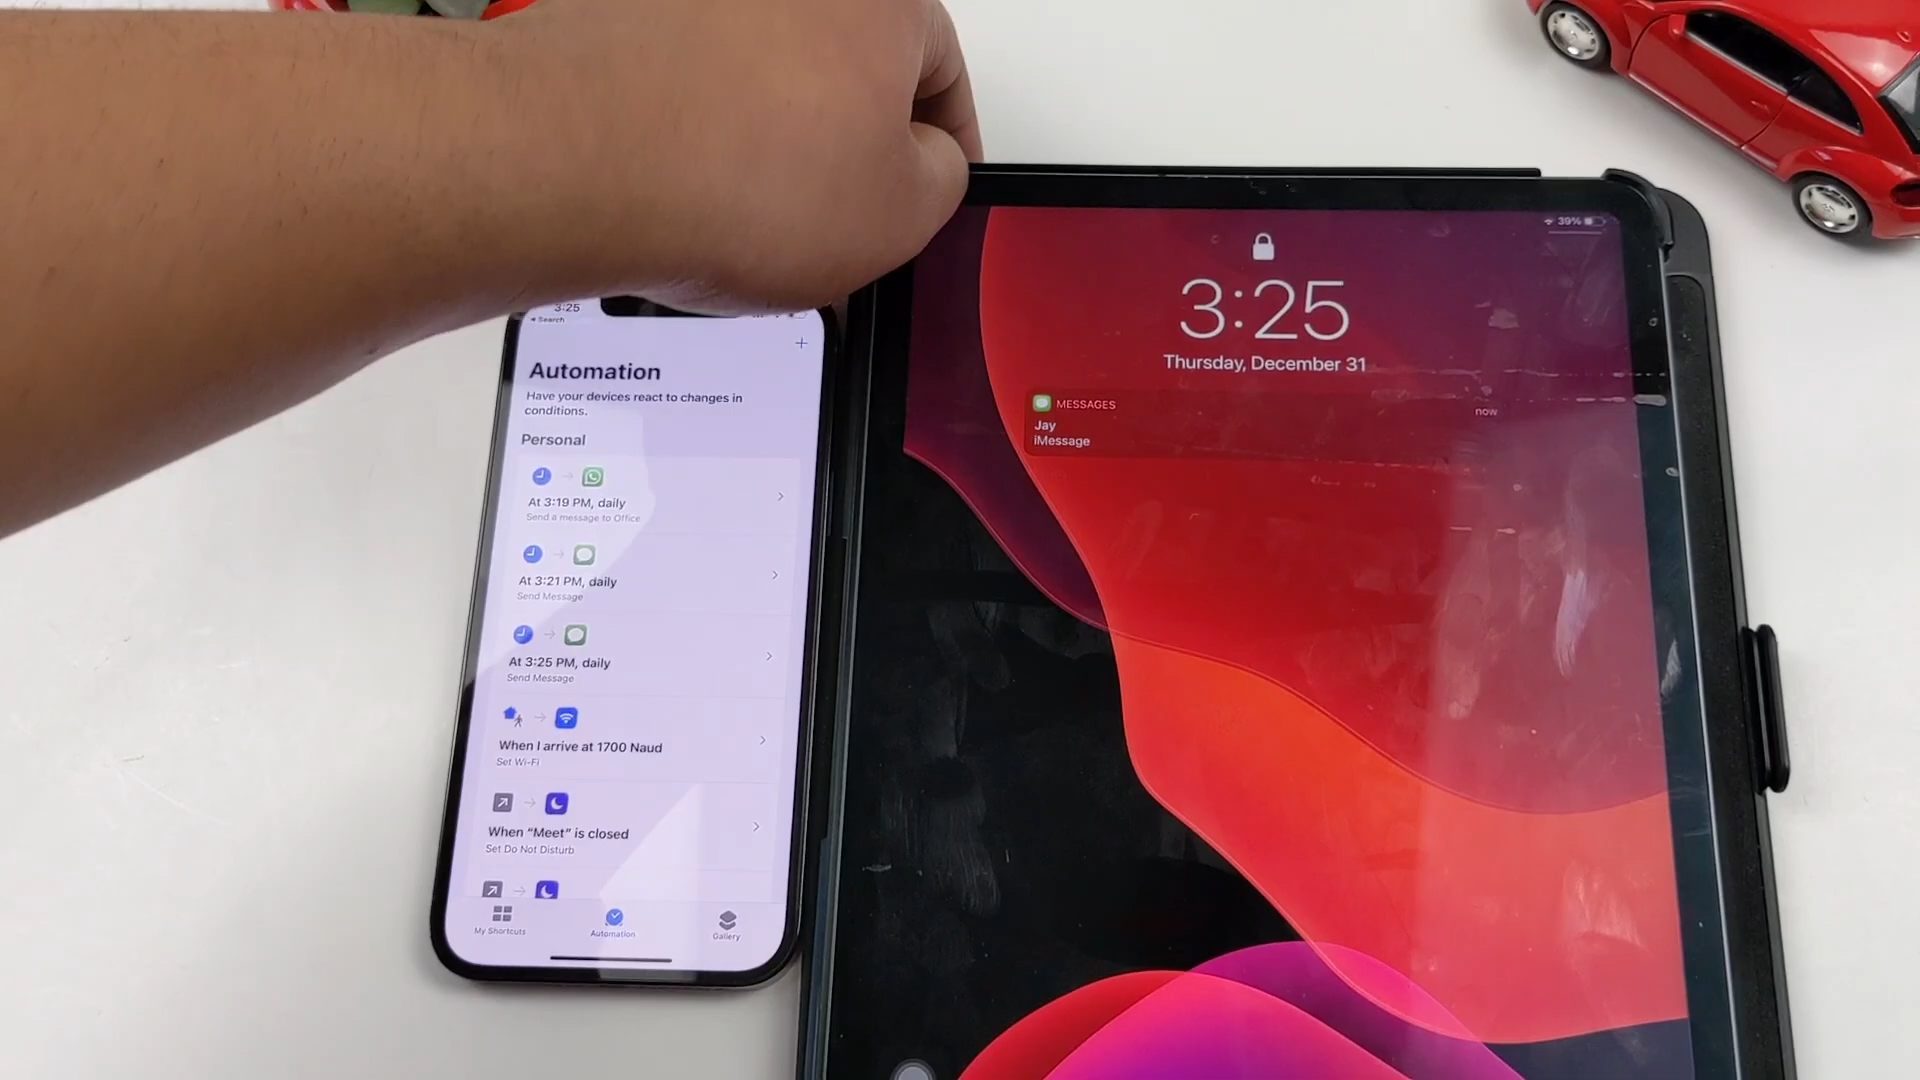 3:25
Search
Automation
Have your devices react to changes in
conditions.
Personal
At 3:19 PM, daily
Send a message to Office
At 3:21 PM, daily
Send Message
At 3:25 PM, daily
Send Message
When I arrive at 1700 Naud
Set Wi-Fi
When “Meet” is closed
Set Do Not Disturb
My Shortcuts
Automation
Gallery
39%
3:25
Thursday, December 31
MESSAGES
now
Jay
iMessage